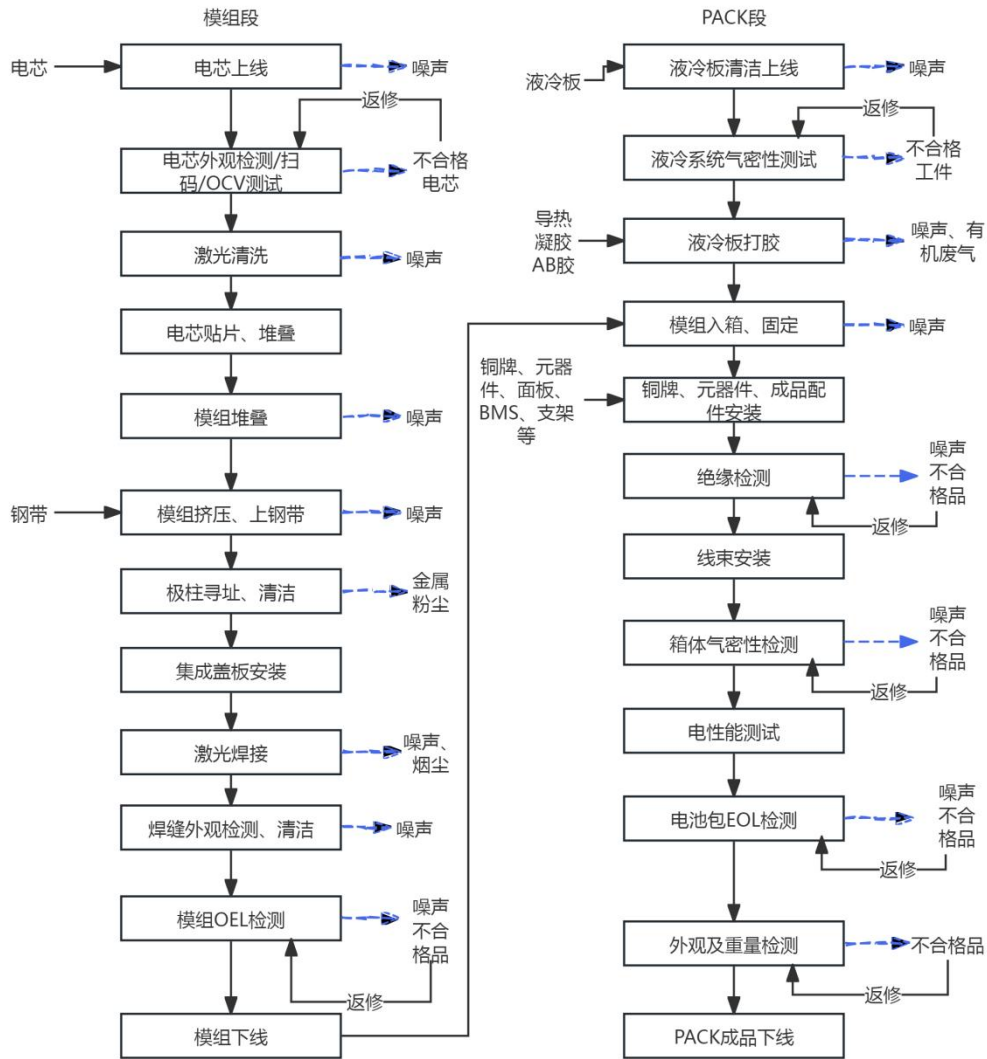 模组段
电芯
电芯上线
噪声
返修
电芯外观检测/扫
码/OCV测试
不合格
电芯
激光清洗
噪声
电芯贴片、堆叠
模组堆叠
噪声
钢带
模组挤压、上钢带
噪声
极柱寻址、清洁
金属
粉尘
集成盖板安装
激光焊接
噪声、
烟尘
焊缝外观检测、清洁
噪声
模组OEL检测
噪声
不合
格品
返修
模组下线
PACK段
液冷板
液冷板清洁上线
噪声
返修
液冷系统气密性测试
不合格
工件
导热
凝胶
AB胶
液冷板打胶
噪声、有
机废气
模组入箱、固定
噪声
铜牌、元器
件、面板、
BMS、支架
等
铜牌、元器件、成品配
件安装
绝缘检测
噪声
不合
格品
返修
线束安装
箱体气密性检测
噪声
不合
格品
返修
电性能测试
电池包EOL检测
噪声
不合
格品
返修
外观及重量检测
不合格品
返修
PACK成品下线